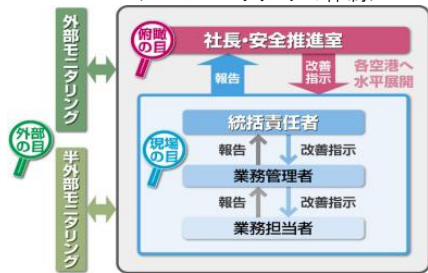 外部モニタリング
半外部モニタリング
外部の目
俯瞰の目
社長・安全推進室
報告
改善指示
各空港へ
水平展開
現場の目
統括責任者
報告
改善指示
業務管理者
報告
改善指示
業務担当者